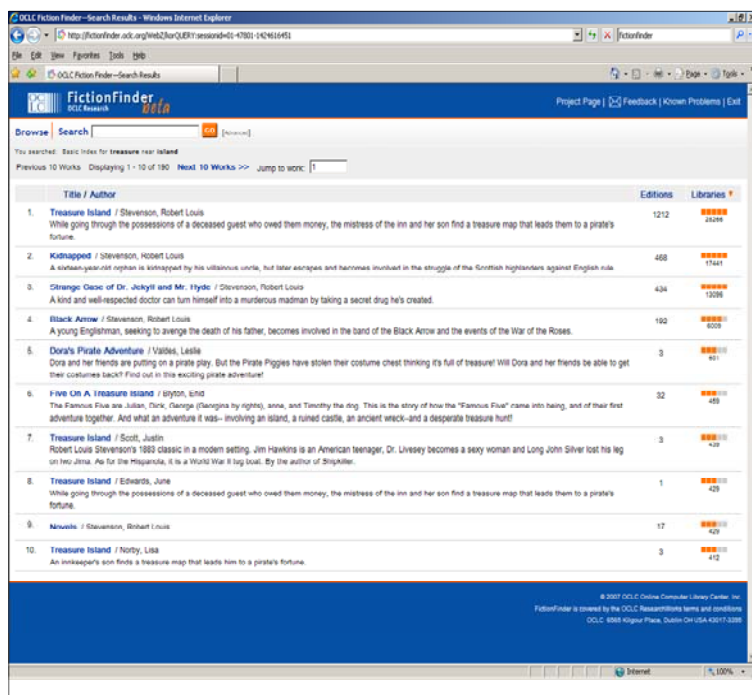 OCLC Fiction Finder--Search Results - Windows Internet Explorer
fictionfinder
File Edit View Favorites Tools Help
OCLC Fiction Finder--Search Results
Page Tools
OCLC FictionFinder beta
OCLC Research
Project Page | Feedback | Known Problems | Exit
Browse Search GO [Advanced]
You searched: Basic Index for treasure near island
Previous 10 Works Displaying 1 - 10 of 190 Next 10 Works >> Jump to work: 1
Title / Author Editions Libraries
1. Treasure Island / Stevenson, Robert Louis 1212
While going through the possessions of a deceased guest who owed them money, the mistress of the inn and her son find a treasure map that leads them to a pirate's
fortune.
2. Kidnapped / Stevenson, Robert Louis 468 17441
A sixteen-year-old orphan is kidnapped by his villainous uncle, but later escapes and becomes involved in the struggle of the Scottish highlanders against English rule.
3. Strange Case of Dr. Jekyll and Mr. Hyde / Stevenson, Robert Louis 434
A kind and well-respected doctor can turn himself into a murderous madman by taking a secret drug he's created.
4. Black Arrow / Stevenson, Robert Louis 192 6009
A young Englishman, seeking to avenge the death of his father, becomes involved in the band of the Black Arrow and the events of the War of the Roses.
5. Dora's Pirate Adventure / Valdes, Leslie 3 601
Dora and her friends are putting on a pirate play. But the Pirate Piggies have stolen their costume chest thinking it's full of treasure! Will Dora and her friends be able to get
their costumes back? Find out in this exciting pirate adventure!
6. Five On A Treasure Island / Blyton, Enid 32
The Famous Five are Julian, Dick, George (Georgina by rights), anne, and Timothy the dog. This is the story of how the "Famous Five" came into being, and of their first
adventure together. And what an adventure it was-- involving an island, a ruined castle, an ancient wreck--and a desperate treasure hunt!
7. Treasure Island / Scott, Justin 3
Robert Louis Stevenson's 1883 classic in a modern setting. Jim Hawkins is an American teenager, Dr. Livesey becomes a sexy woman and Long John Silver lost his leg
on Iwo Jima. As for the Hispanola, it is a World War II tug boat. By the author of Shipkiller.
8. Treasure Island / Edwards, June 1 429
While going through the possessions of a deceased guest who owed them money, the mistress of the inn and her son find a treasure map that leads them to a pirate's
fortune.
9. Novels / Stevenson, Robert Louis 17 429
10. Treasure Island / Norby, Lisa 3 412
An innkeeper's son finds a treasure map that leads him to a pirate's fortune.
© 2007 OCLC Online Computer Library Center, Inc.
FictionFinder is covered by the OCLC ResearchWorks terms and conditions
OCLC 6565 Kilgour Place, Dublin OH USA 43017-3395
Internet 100%